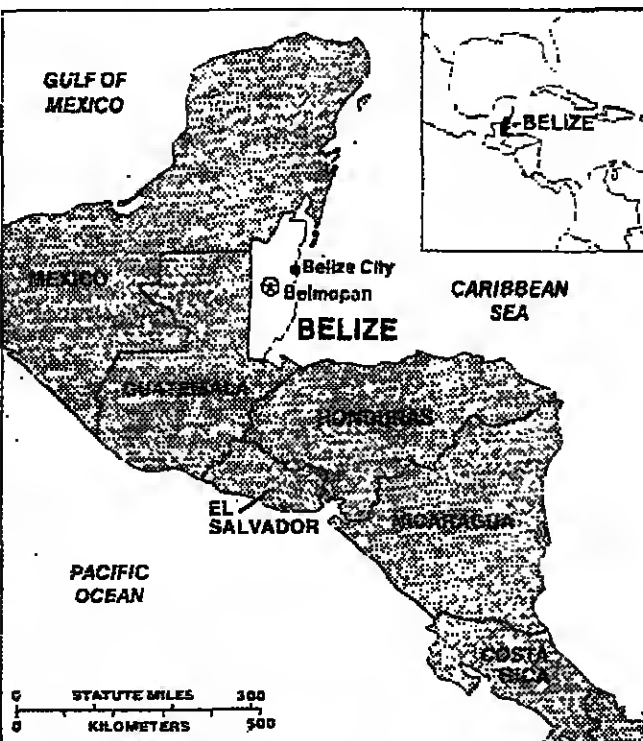 GULF OF
MEXICO
BELIZE
MEXICO
Belize City
Belmopan
BELIZE
CARIBBEAN
SEA
GUATEMALA
HONDURAS
EL
SALVADOR
NICARAGUA
PACIFIC
OCEAN
COSTA
RICA
0 STATUTE MILES 300
0 KILOMETERS 500